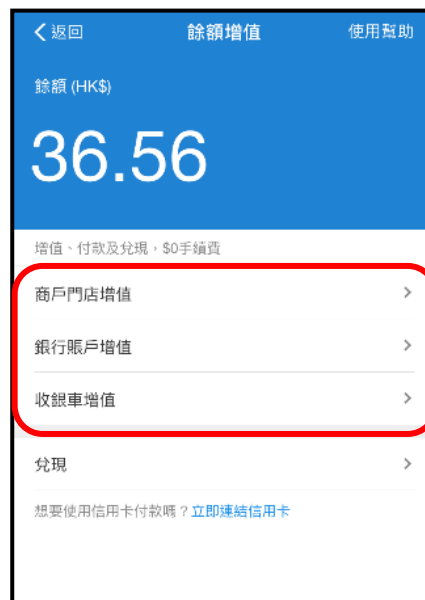 返回
餘額增值
使用幫助
餘額 (HK$)
36.56
增值、付款及兌現，$0手續費
商戶門店增值
銀行賬戶增值
收銀車增值
兌現
想要使用信用卡付款嗎？立即連結信用卡